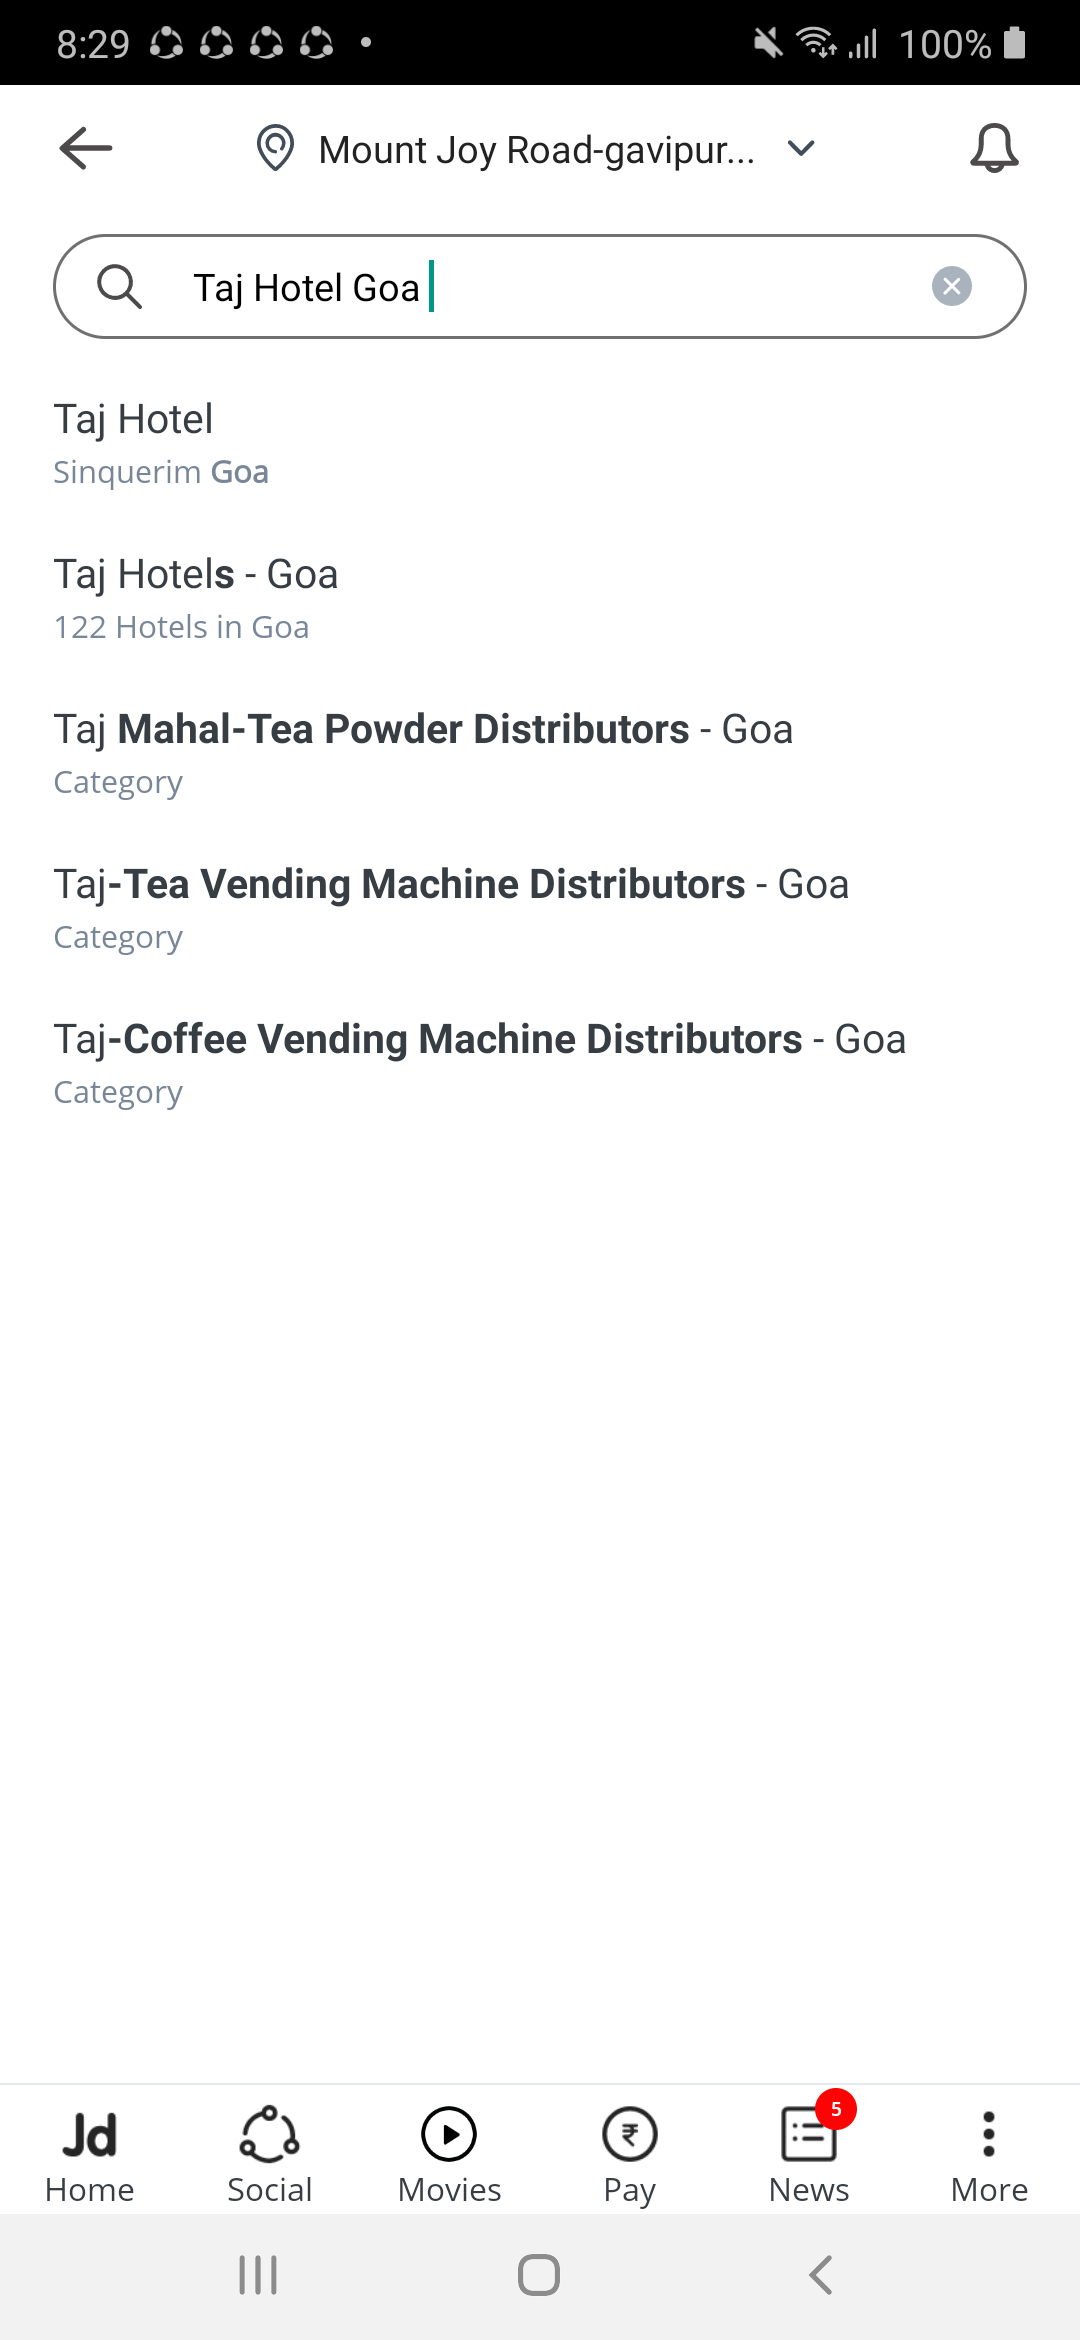 8:29
100%
Mount Joy Road-gavipur...
Taj Hotel Goa
Taj Hotel
Sinquerim Goa
Taj Hotels - Goa
122 Hotels in Goa
Taj Mahal-Tea Powder Distributors - Goa
Category
Taj-Tea Vending Machine Distributors - Goa
Category
Taj-Coffee Vending Machine Distributors - Goa
Category
Jd
₹
5
Home
Social
Movies
Pay
News
More